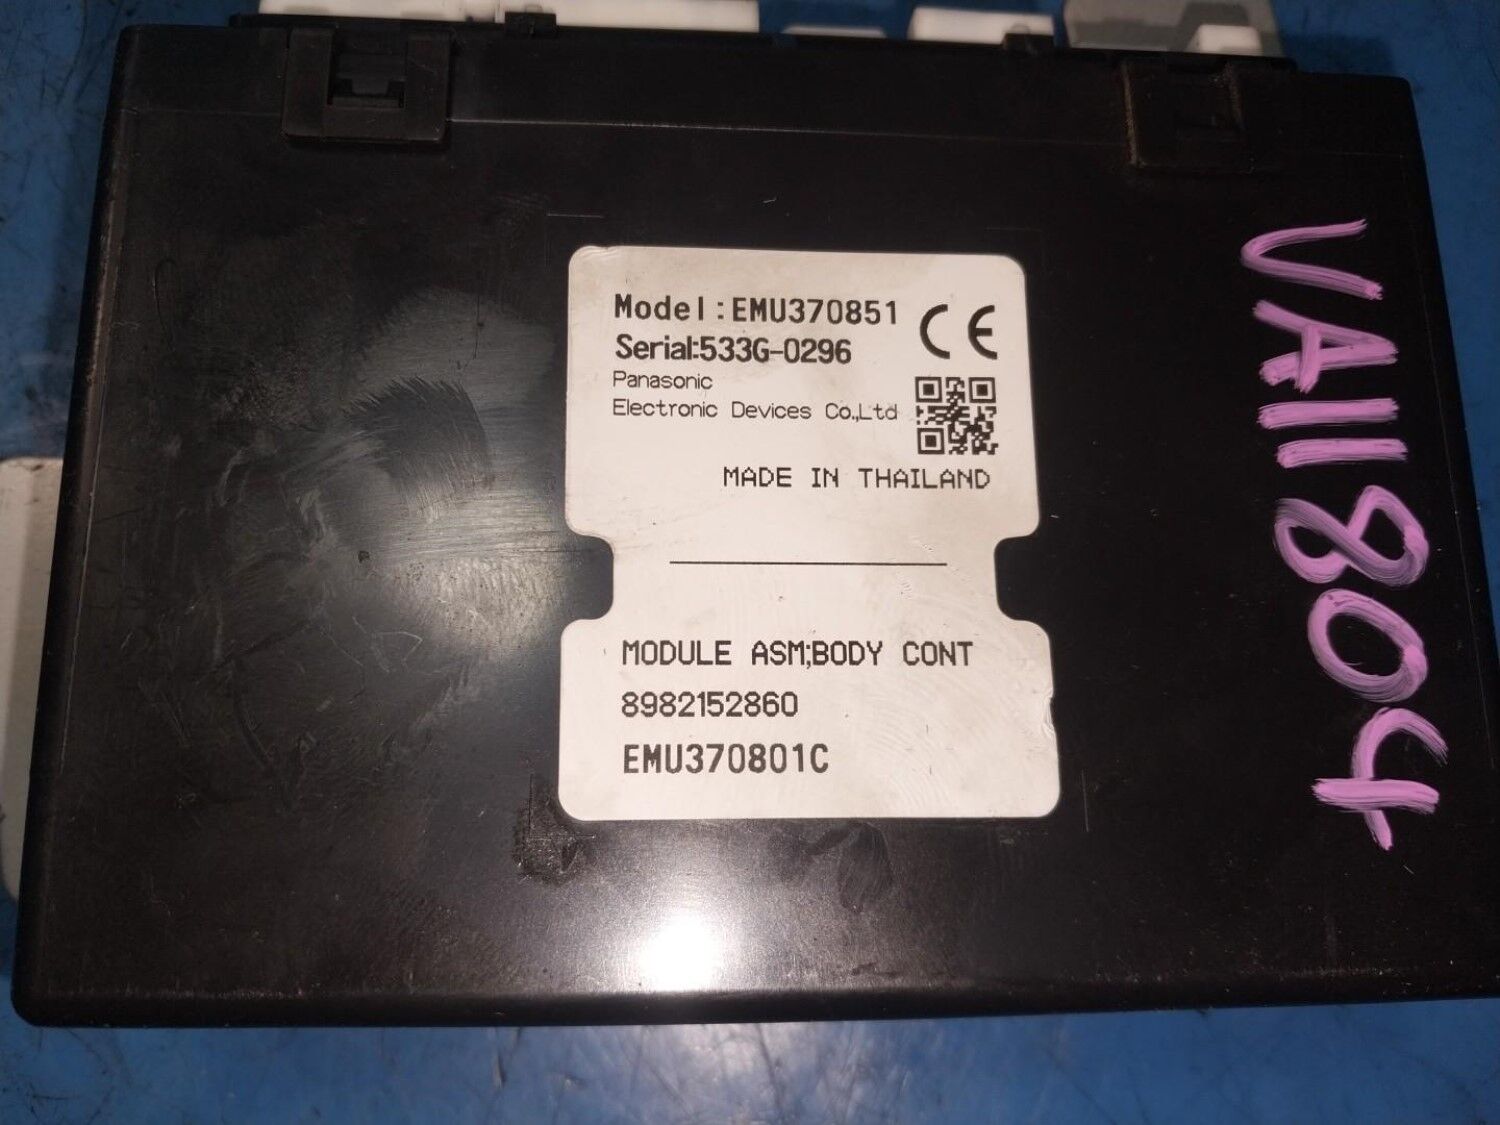 Model:EMU370851
CE
Serial:533G-0296
Panasonic
Electronic Devices Co.,Ltd
MADE IN THAILAND
MODULE ASM;BODY CONT
8982152860
EMU370801C
VA11804